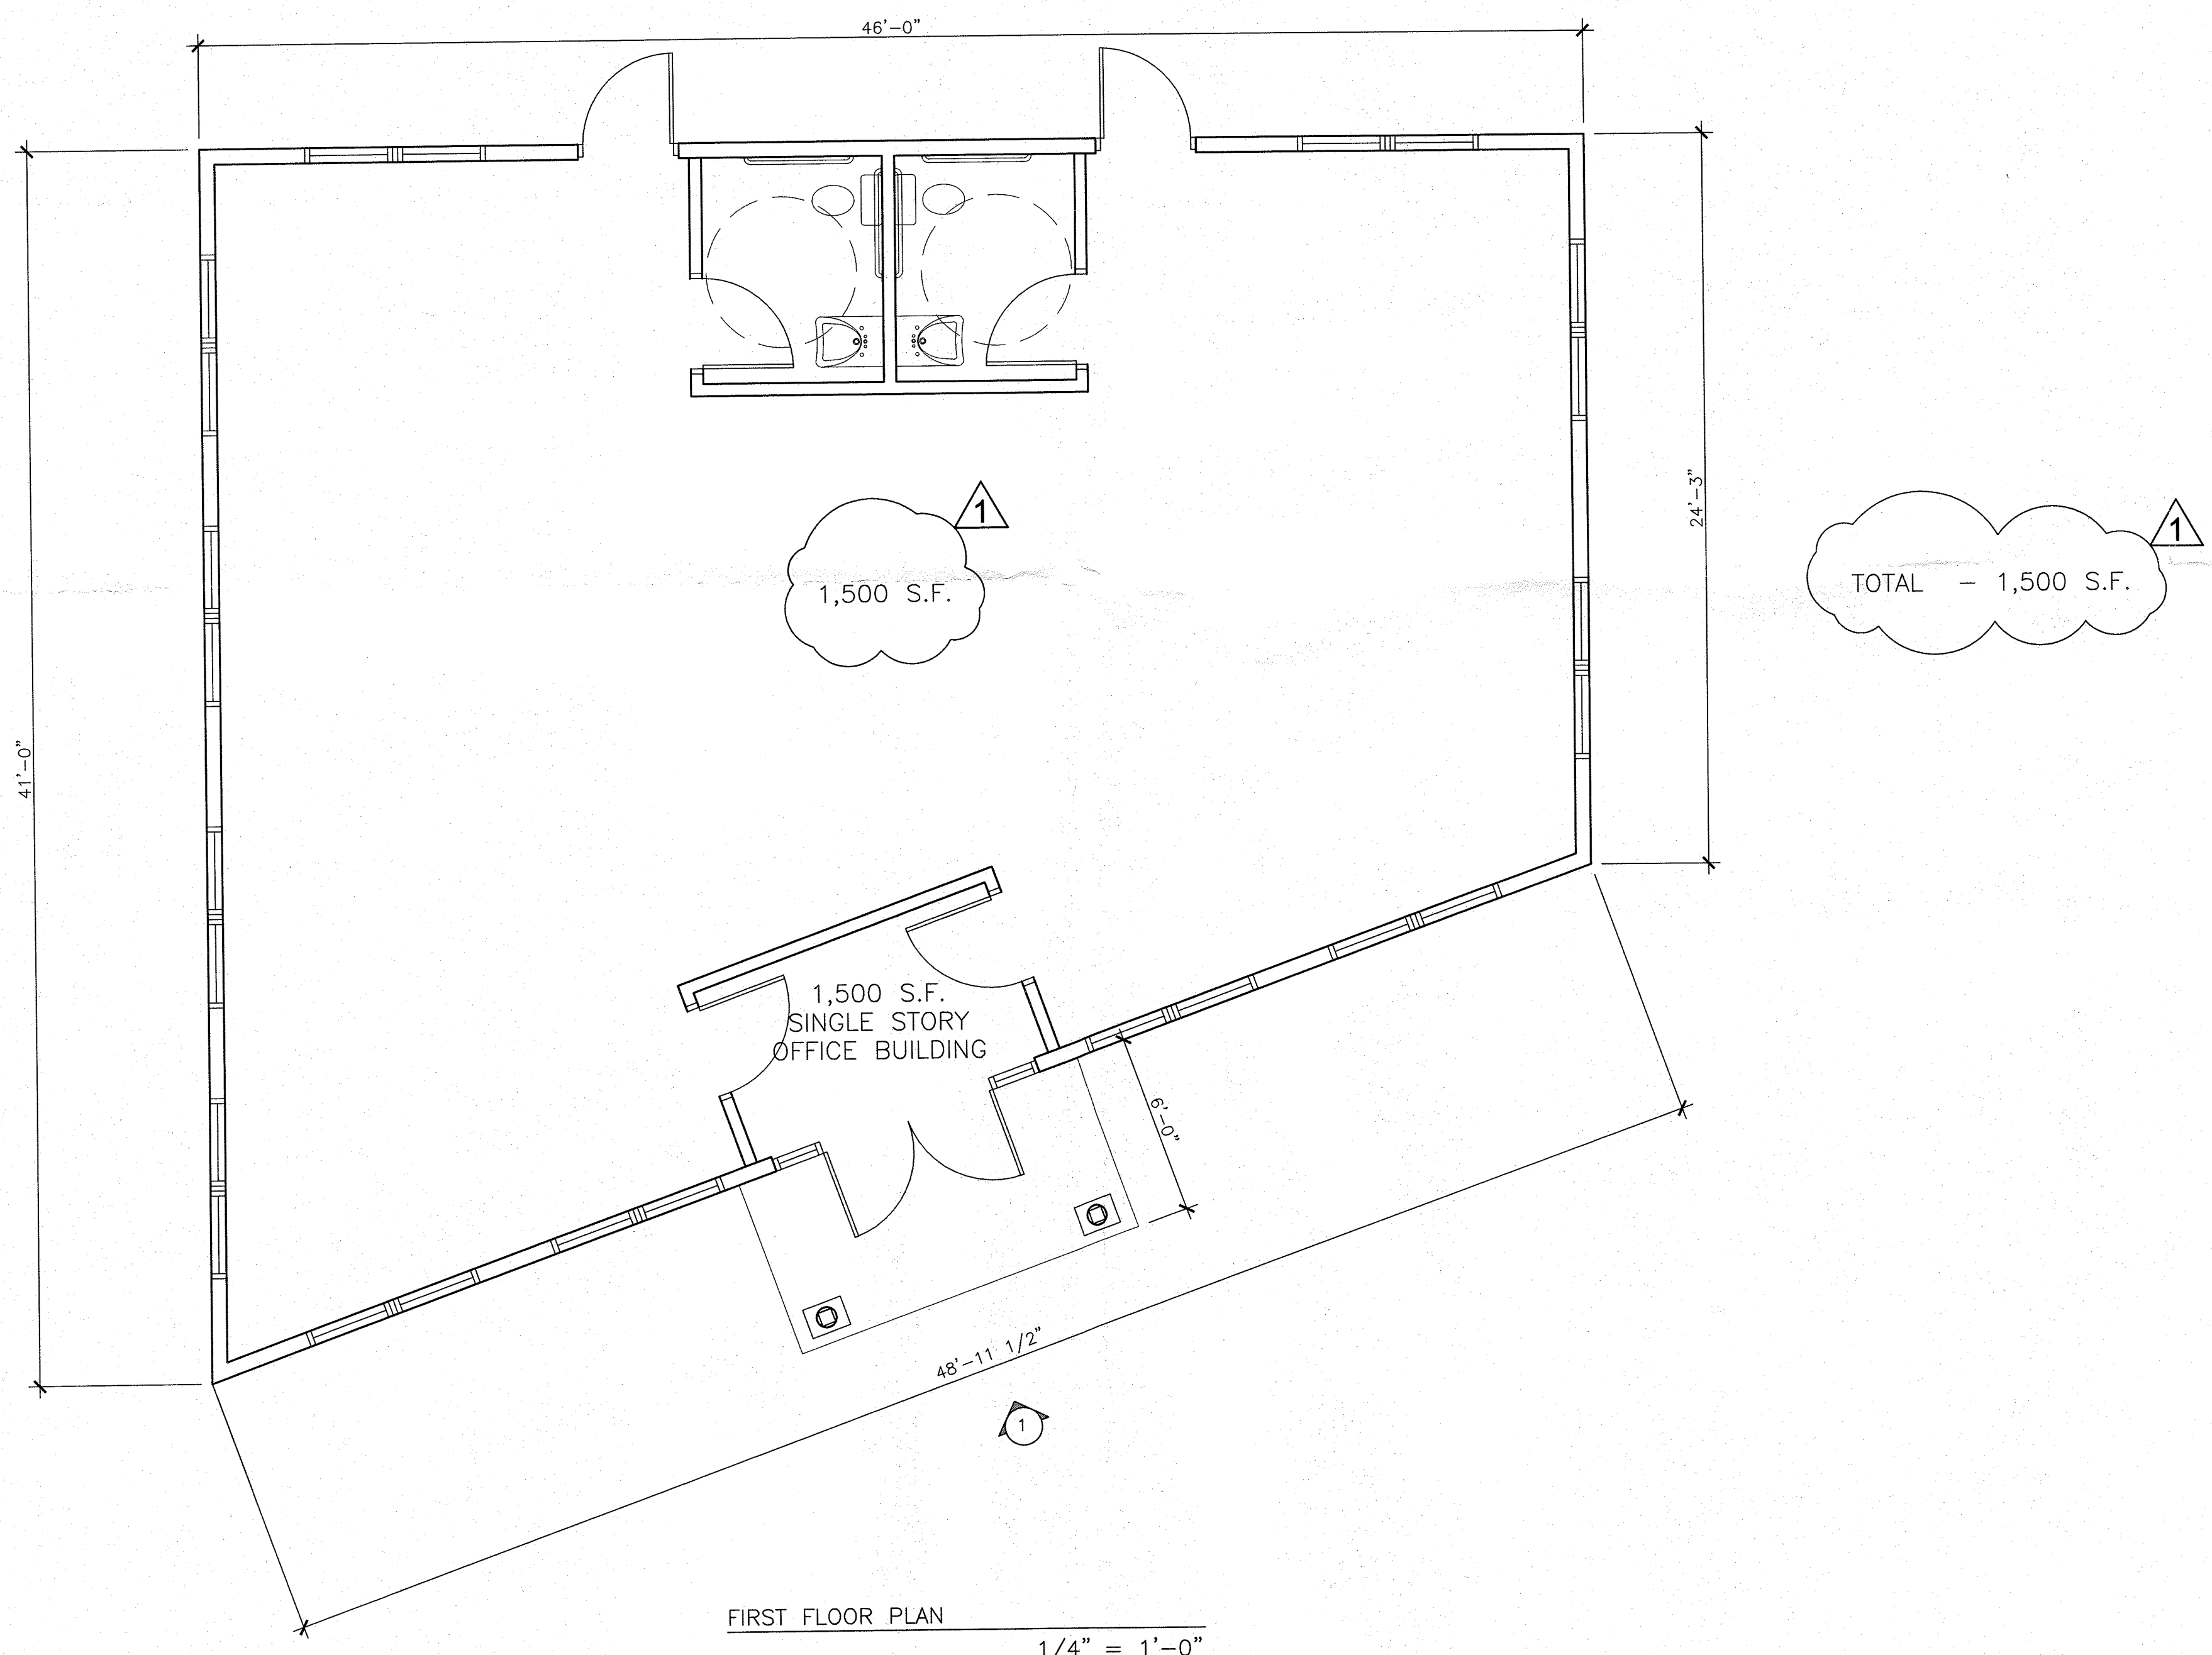 46'-0"
1
24'-3"
1
1,500 S.F.
TOTAL - 1,500 S.F.
41'-0"
1,500 S.F.
SINGLE STORY
OFFICE BUILDING
6'-0"
48'-11 1/2"
1
FIRST FLOOR PLAN
1/4" = 1'-0"